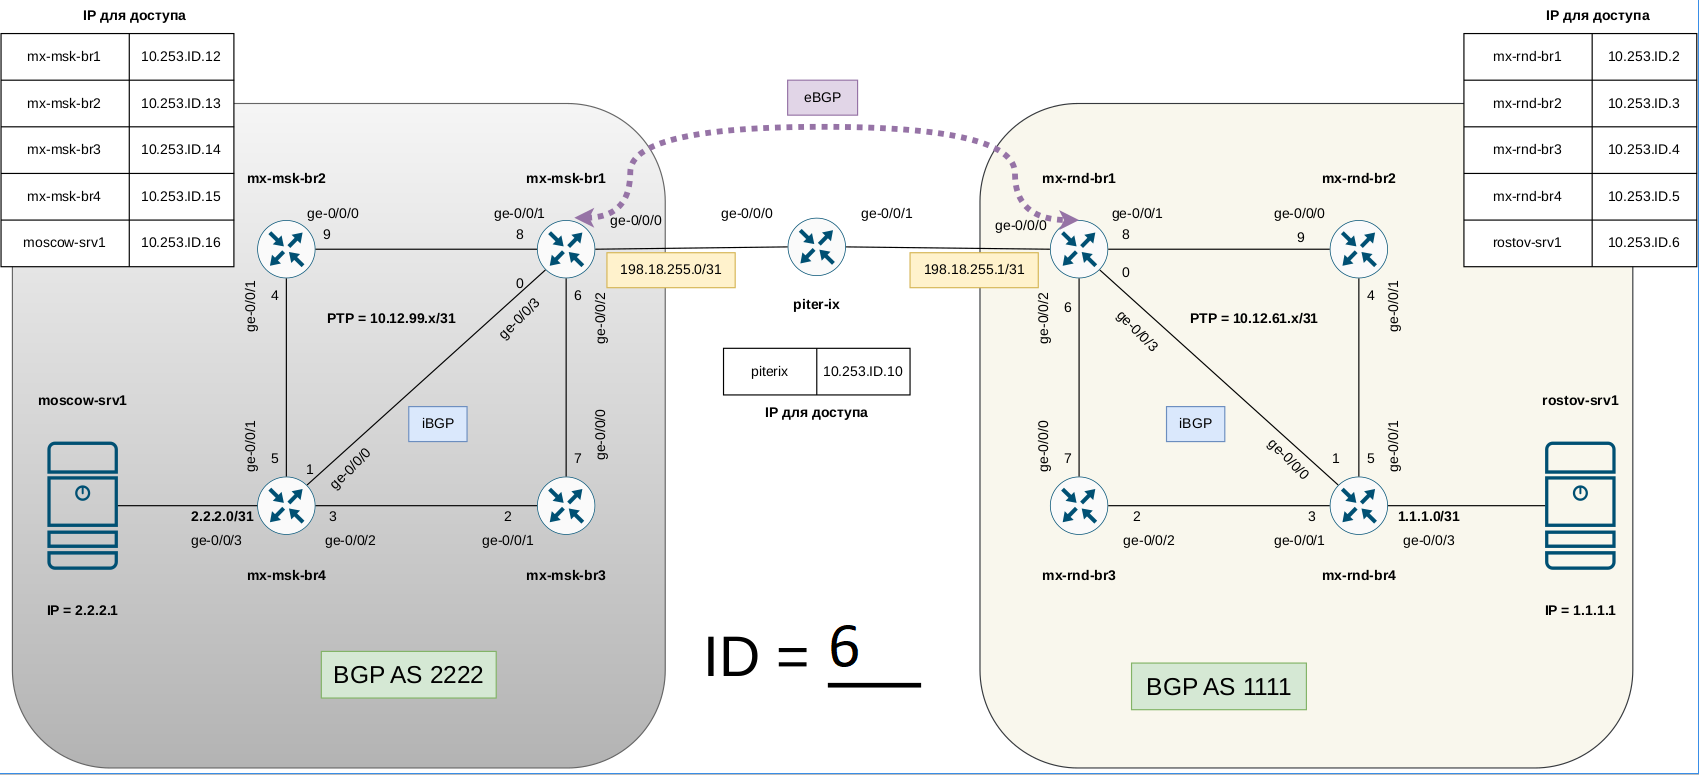 IP для доступа
mx-msk-br1 10.253.ID.12
mx-msk-br2 10.253.ID.13
mx-msk-br3 10.253.ID.14
mx-msk-br4 10.253.ID.15
moscow-srv1 10.253.ID.16
IP для доступа
mx-rnd-br1 10.253.ID.2
mx-rnd-br2 10.253.ID.3
mx-rnd-br3 10.253.ID.4
mx-rnd-br4 10.253.ID.5
rostov-srv1 10.253.ID.6
eBGP
mx-msk-br2
mx-msk-br1
ge-0/0/0
9
ge-0/0/1
8
ge-0/0/0
198.18.255.0/31
4
ge-0/0/1
0
ge-0/0/3
6
ge-0/0/2
PTP = 10.12.99.x/31
iBGP
moscow-srv1
ge-0/0/1
5
1
ge-0/0/0
7
ge-0/0/0
2.2.2.0/31
ge-0/0/3
3
ge-0/0/2
2
ge-0/0/1
mx-msk-br4
mx-msk-br3
IP = 2.2.2.1
BGP AS 2222
ge-0/0/0
ge-0/0/1
piter-ix
piterix 10.253.ID.10
IP для доступа
ID = 6
mx-rnd-br1
mx-rnd-br2
ge-0/0/0
198.18.255.1/31
ge-0/0/1
8
ge-0/0/0
9
0
ge-0/0/3
6
ge-0/0/2
4
ge-0/0/1
PTP = 10.12.61.x/31
iBGP
rostov-srv1
ge-0/0/0
7
ge-0/0/0
1
5
ge-0/0/1
2
ge-0/0/2
3
ge-0/0/1
1.1.1.0/31
ge-0/0/3
mx-rnd-br3
mx-rnd-br4
IP = 1.1.1.1
BGP AS 1111